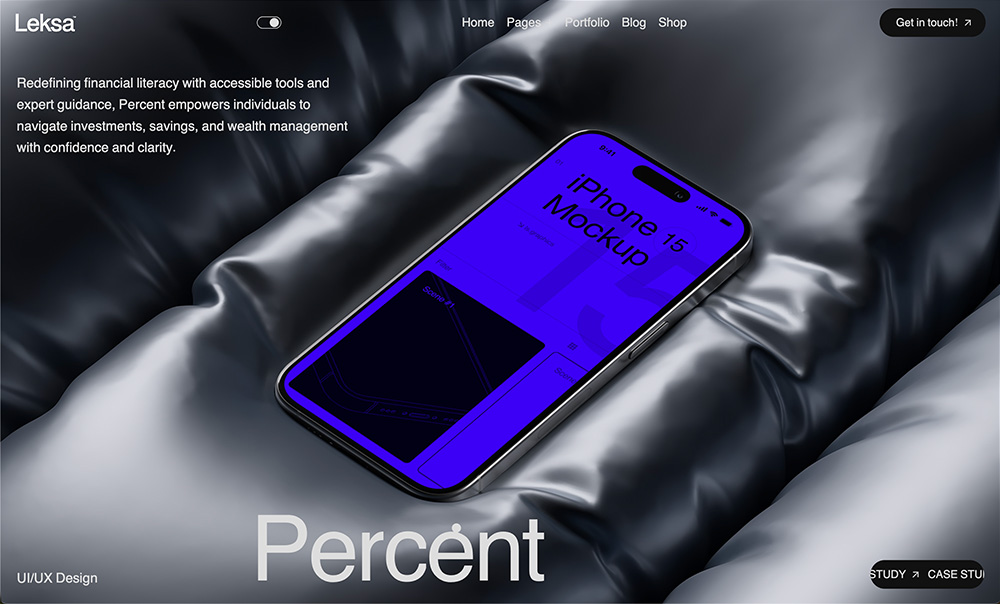 Leksa
Home Pages Portfolio Blog Shop
Get in touch! ↗
Redefining financial literacy with accessible tools and
expert guidance, Percent empowers individuals to
navigate investments, savings, and wealth management
with confidence and clarity.
9:41
iPhone 15
Mockup
15
Scene #1
Percent
UI/UX Design
STUDY ↗ CASE STU